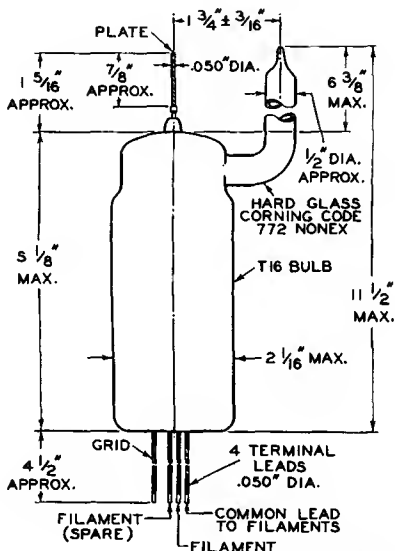 PLATE
1 3/4" ± 3/16"
7/8"
APPROX.
.050" DIA.
1 5/16"
APPROX.
6 3/8"
MAX.
1/2" DIA.
APPROX.
HARD GLASS
CORNING CODE
772 NONEX
5 1/8"
MAX.
T16 BULB
11 1/2"
MAX.
2 1/16" MAX.
GRID
4 1/2"
APPROX.
4 TERMINAL
LEADS
.050" DIA.
FILAMENT
(SPARE)
COMMON LEAD
TO FILAMENTS
FILAMENT